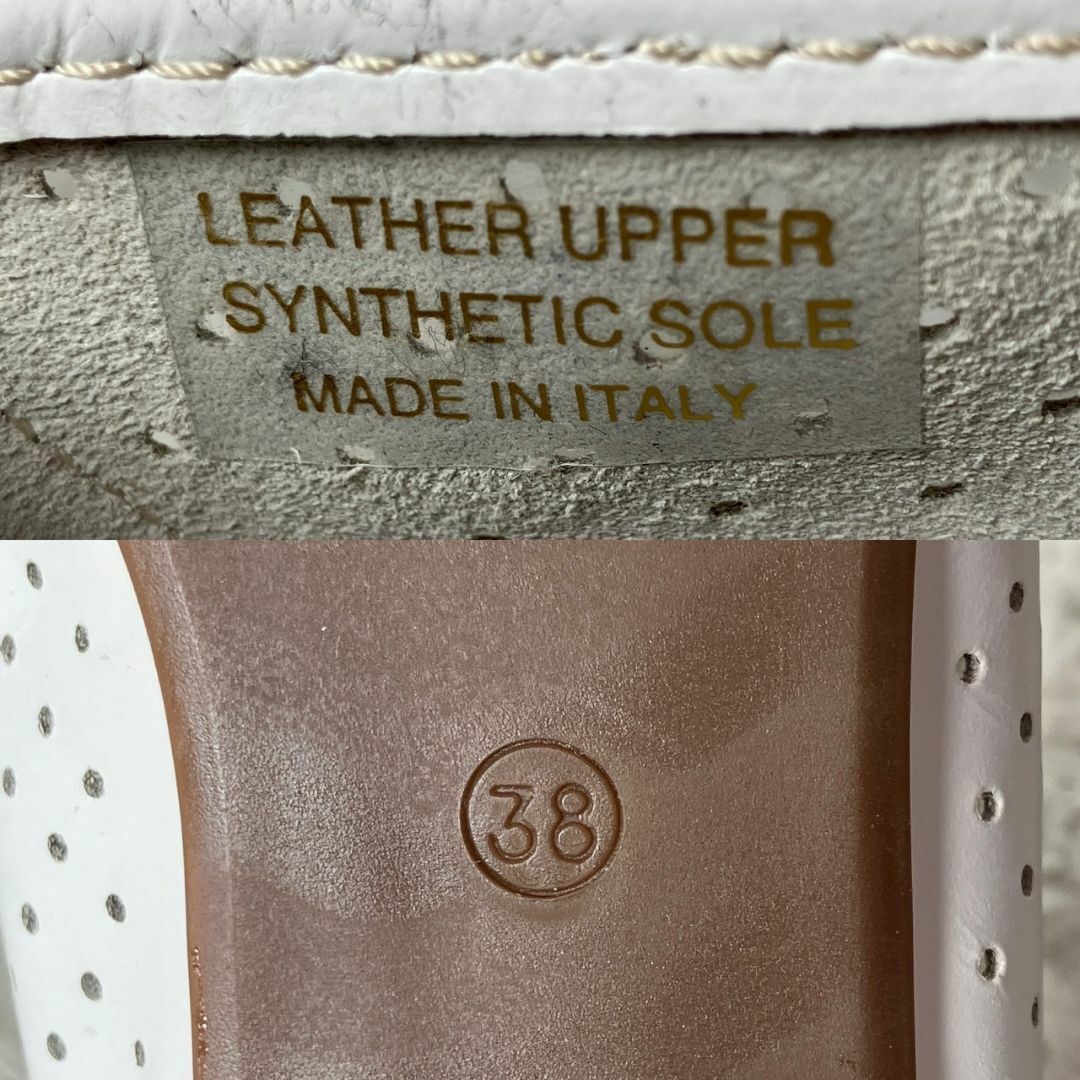 LEATHER UPPER
SYNTHETIC SOLE
MADE IN ITALY
38